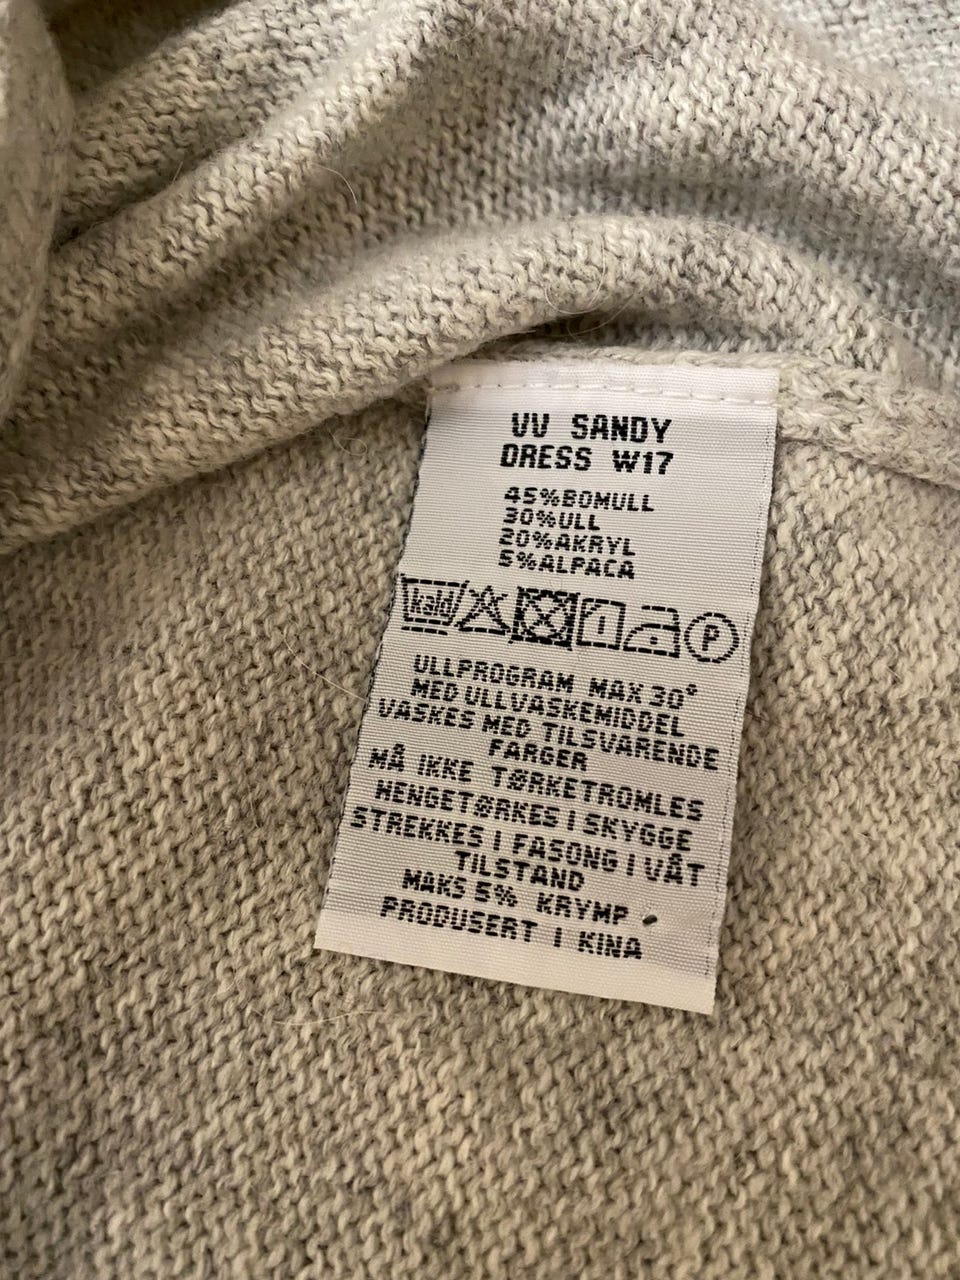 VV SANDY
DRESS W17
45%BOMULL
30%ULL
20%AKRYL
5%ALPACA
kald P
ULLPROGRAM MAX 30°
MED ULLVASKEMIDDEL
VASKES MED TILSVARENDE
FARGER
MÅ IKKE TØRKETROMLES
HENGETØRKES I SKYGGE
STREKKES I FASONG I VÅT
TILSTAND
MAKS 5% KRYMP.
PRODUSERT I KINA